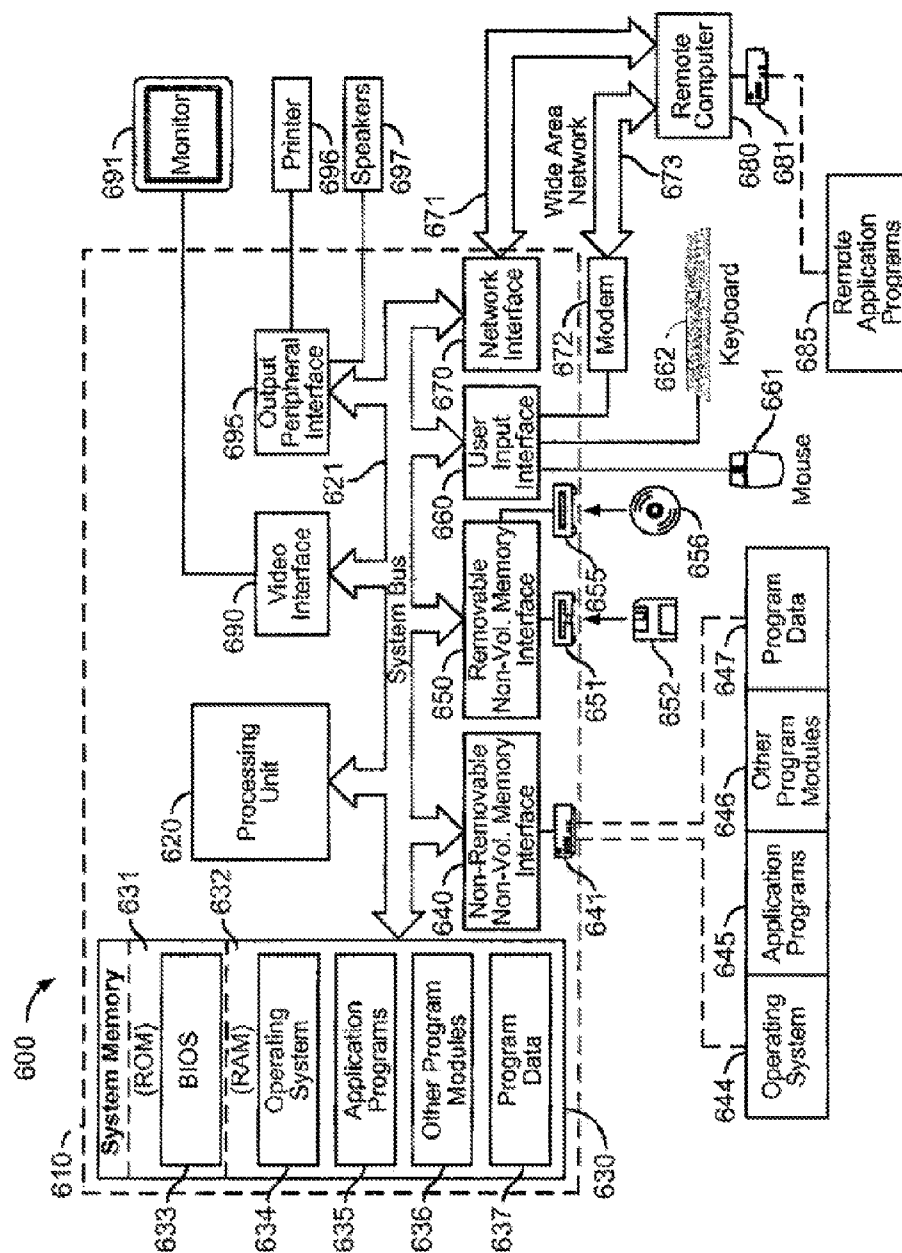 600
610
System Memory
(ROM)
631
BIOS
633
(RAM)
632
Operating
System
634
Application
Programs
635
Other Program
Modules
636
Program
Data
637
630
620
Processing
Unit
690
Video
Interface
695
Output
Peripheral
Interface
691
Monitor
Printer
696
Speakers
697
System Bus
621
640
Non-Removable
Non-Vol. Memory
Interface
650
Removable
Non-Vol. Memory
Interface
660
User
Input
Interface
670
Network
Interface
671
Wide Area
Network
673
672
Modem
Remote
Computer
680
681
641
651
655
652
656
Mouse
661
662
Keyboard
685
Remote
Application
Programs
644
Operating
System
645
Application
Programs
646
Other
Program
Modules
647
Program
Data